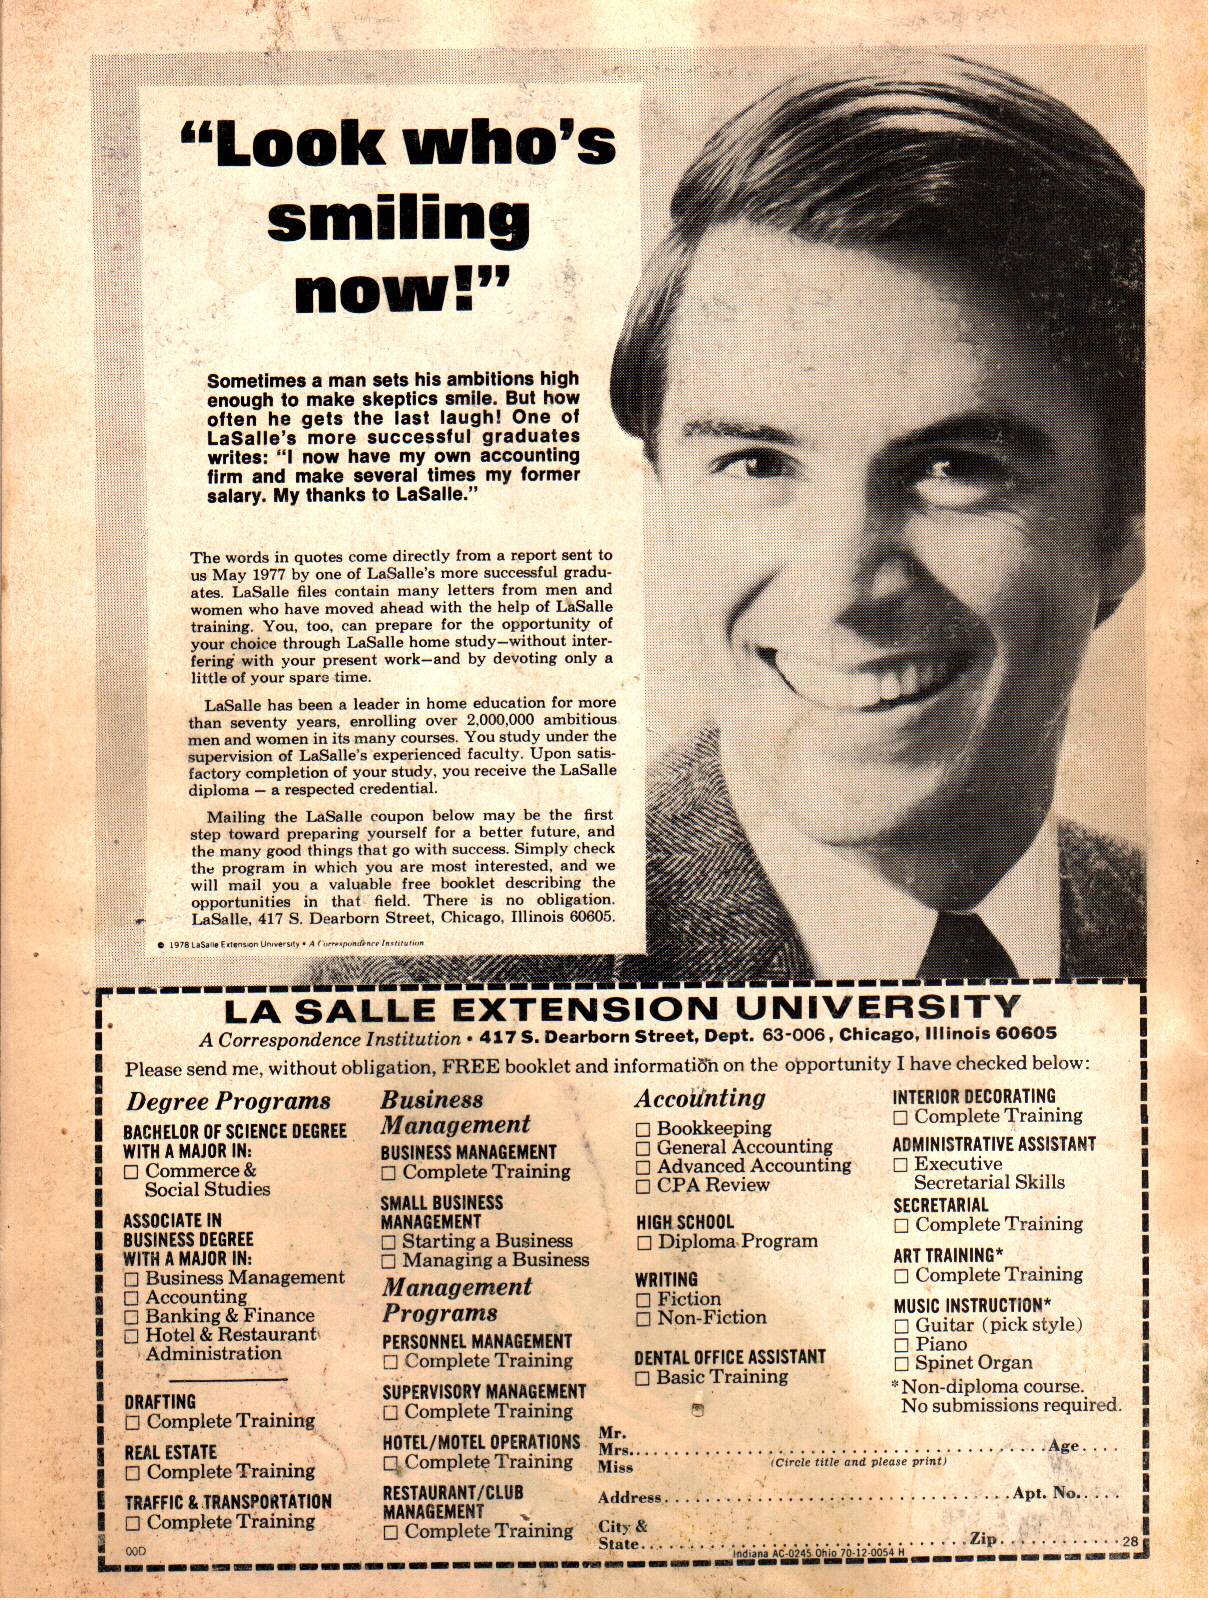 “Look who’s
smiling
now!”
Sometimes a man sets his ambitions high
enough to make skeptics smile. But how
often he gets the last laugh! One of
LaSalle’s more successful graduates
writes: “I now have my own accounting
firm and make several times my former
salary. My thanks to LaSalle.”
The words in quotes come directly from a report sent to
us May 1977 by one of LaSalle’s more successful gradu-
ates. LaSalle files contain many letters from men and
women who have moved ahead with the help of LaSalle
training. You, too, can prepare for the opportunity of
your choice through LaSalle home study—without inter-
fering with your present work—and by devoting only a
little of your spare time.
LaSalle has been a leader in home education for more
than seventy years, enrolling over 2,000,000 ambitious
men and women in its many courses. You study under the
supervision of LaSalle’s experienced faculty. Upon satis-
factory completion of your study, you receive the LaSalle
diploma — a respected credential.
Mailing the LaSalle coupon below may be the first
step toward preparing yourself for a better future, and
the many good things that go with success. Simply check
the program in which you are most interested, and we
will mail you a valuable free booklet describing the
opportunities in that field. There is no obligation.
LaSalle, 417 S. Dearborn Street, Chicago, Illinois 60605.
© 1978 LaSalle Extension University • A Correspondence Institution
LA SALLE EXTENSION UNIVERSITY
A Correspondence Institution • 417 S. Dearborn Street, Dept. 63-006, Chicago, Illinois 60605
Please send me, without obligation, FREE booklet and information on the opportunity I have checked below:
Degree Programs
BACHELOR OF SCIENCE DEGREE
WITH A MAJOR IN:
☐ Commerce &
Social Studies
ASSOCIATE IN
BUSINESS DEGREE
WITH A MAJOR IN:
☐ Business Management
☐ Accounting
☐ Banking & Finance
☐ Hotel & Restaurant
Administration
DRAFTING
☐ Complete Training
REAL ESTATE
☐ Complete Training
TRAFFIC & TRANSPORTATION
☐ Complete Training
00D
Business
Management
BUSINESS MANAGEMENT
☐ Complete Training
SMALL BUSINESS
MANAGEMENT
☐ Starting a Business
☐ Managing a Business
Management
Programs
PERSONNEL MANAGEMENT
☐ Complete Training
SUPERVISORY MANAGEMENT
☐ Complete Training
HOTEL/MOTEL OPERATIONS
☐ Complete Training
RESTAURANT/CLUB
MANAGEMENT
☐ Complete Training
Accounting
☐ Bookkeeping
☐ General Accounting
☐ Advanced Accounting
☐ CPA Review
HIGH SCHOOL
☐ Diploma Program
WRITING
☐ Fiction
☐ Non-Fiction
DENTAL OFFICE ASSISTANT
☐ Basic Training
INTERIOR DECORATING
☐ Complete Training
ADMINISTRATIVE ASSISTANT
☐ Executive
Secretarial Skills
SECRETARIAL
☐ Complete Training
ART TRAINING*
☐ Complete Training
MUSIC INSTRUCTION*
☐ Guitar (pick style)
☐ Piano
☐ Spinet Organ
*Non-diploma course.
No submissions required.
Mr.
Mrs. Age
Miss (Circle title and please print)
Address Apt. No.
City &
State Zip 28
Indiana AC-0245 Ohio 70-12-0054 H